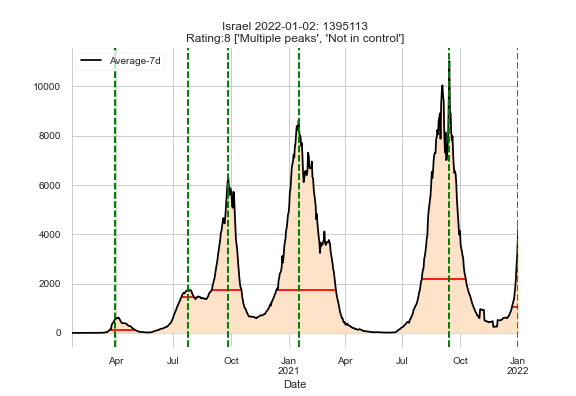 Israel 2022-01-02: 1395113
Rating:8 ['Multiple peaks', 'Not in control']
Average-7d
10000
8000
6000
4000
2000
0
Apr Jul Oct Jan Apr Jul Oct Jan
2021 2022
Date